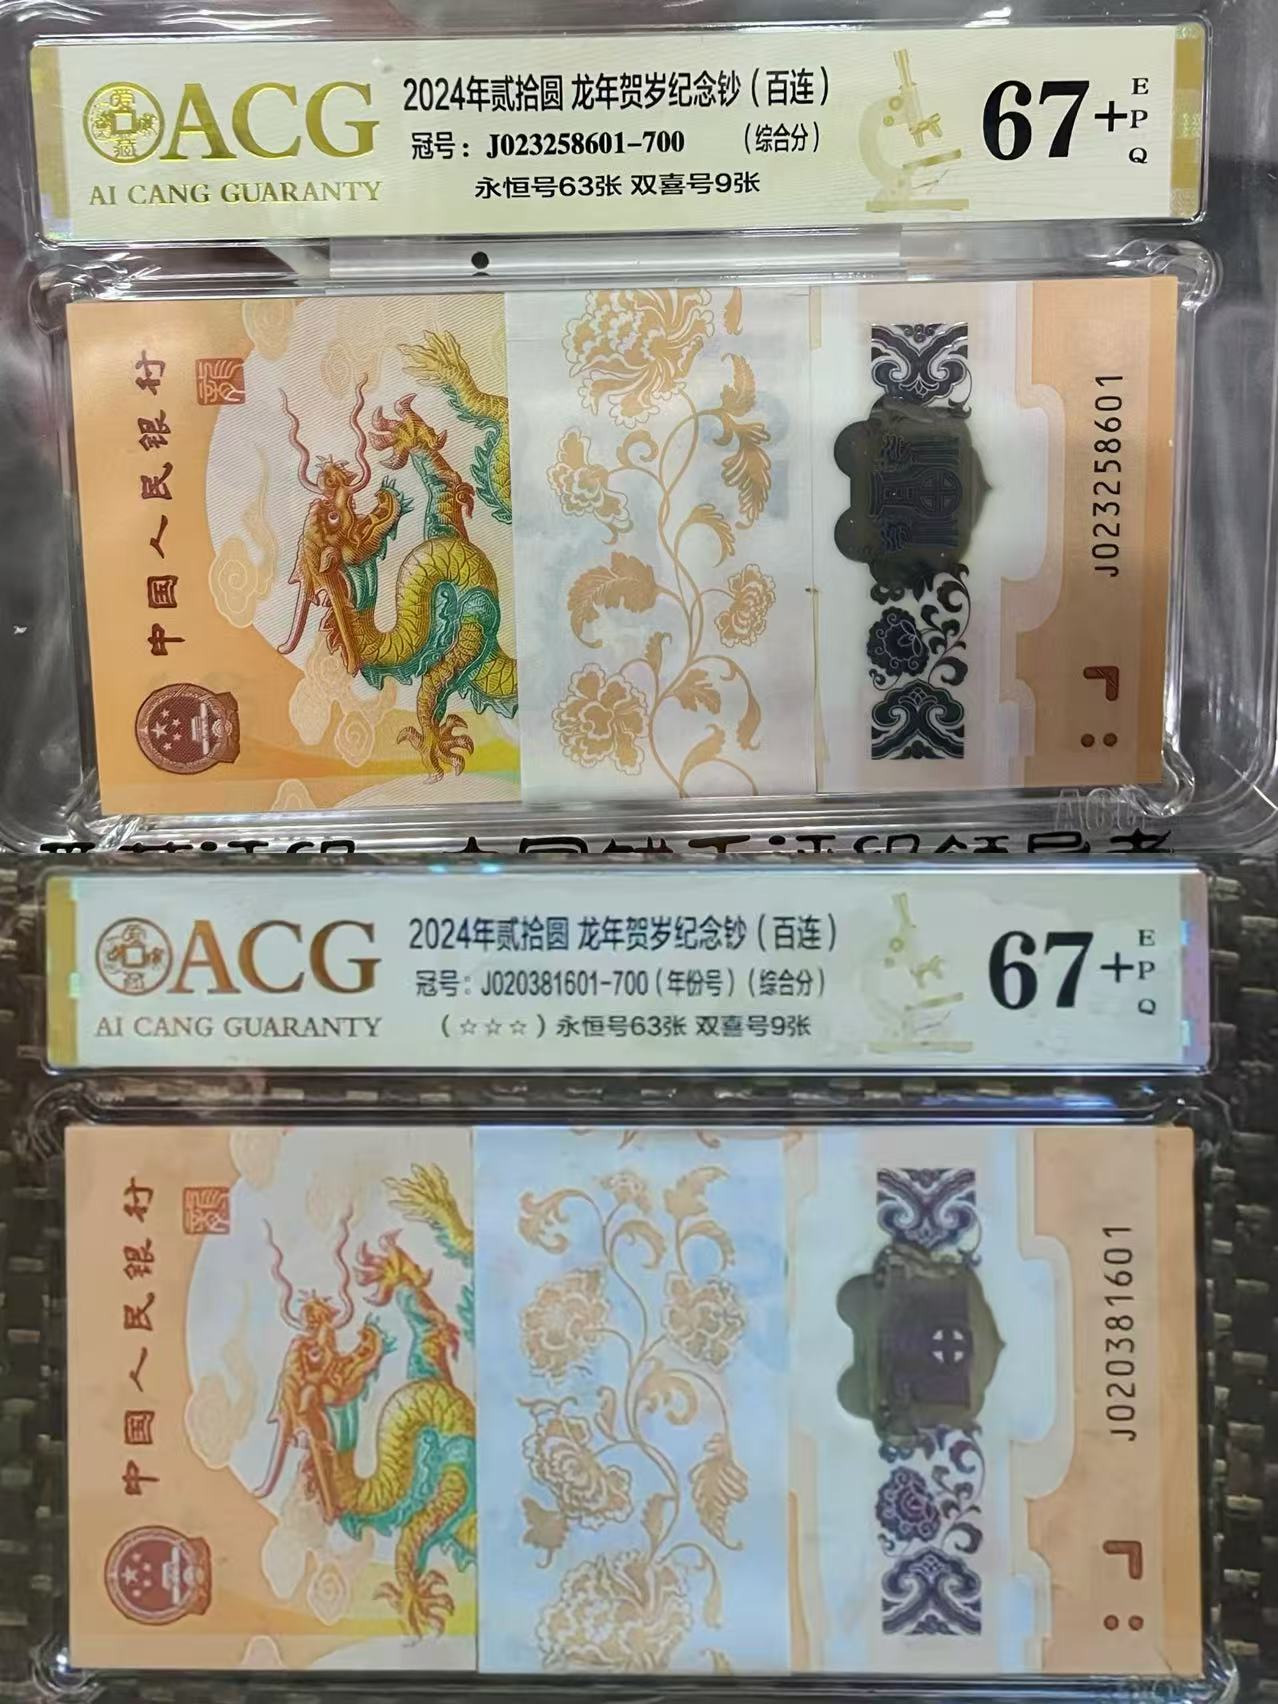 ACG
AI CANG GUARANTY
2024年贰拾圆 龙年贺岁纪念钞（百连）
冠号：J023258601-700 （综合分）
永恒号63张 双喜号9张
67+
E
P
Q
中国人民银行
J023258601
ACG
ACG
AI CANG GUARANTY
2024年贰拾圆 龙年贺岁纪念钞（百连）
冠号：J020381601-700（年份号）（综合分）
（☆☆☆）永恒号63张 双喜号9张
67+
E
P
Q
中国人民银行
J020381601